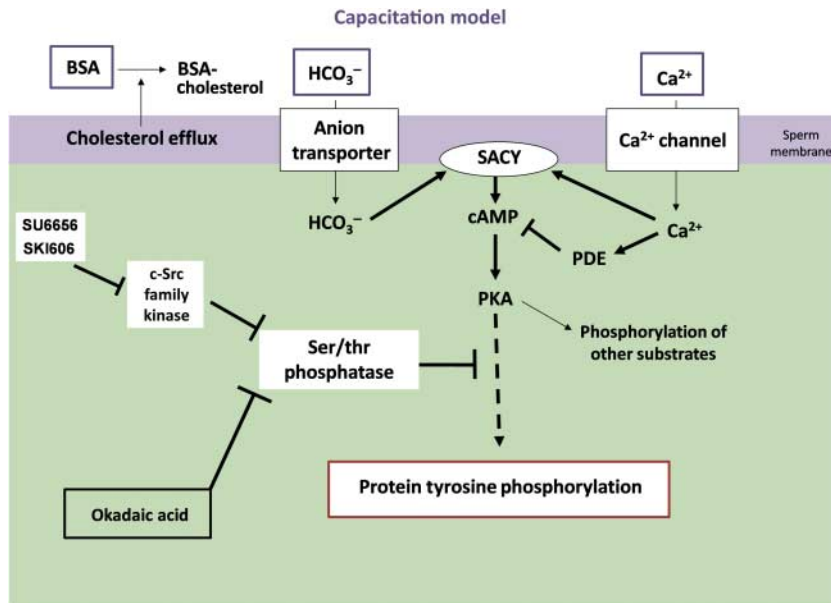 Capacitation model
BSA
BSA-
cholesterol
HCO₃⁻
Ca²⁺
Cholesterol efflux
Anion
transporter
SACY
Ca²⁺ channel
Sperm
membrane
HCO₃⁻
cAMP
Ca²⁺
PDE
SU6656
SKI606
c-Src
family
kinase
PKA
Phosphorylation of
other substrates
Ser/thr
phosphatase
Protein tyrosine phosphorylation
Okadaic acid